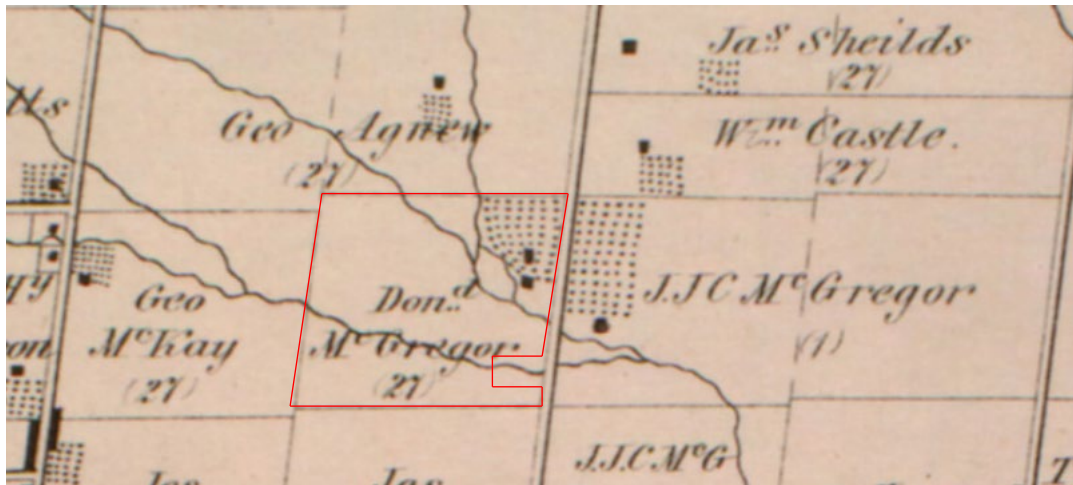 Jas. Sheilds
(27)
Geo Agnew
(27)
Wm. Castle.
(27)
Geo
McKay
(27)
Dond.
McGregor
(27)
J.J.C McGregor
(1)
J.J.C McG